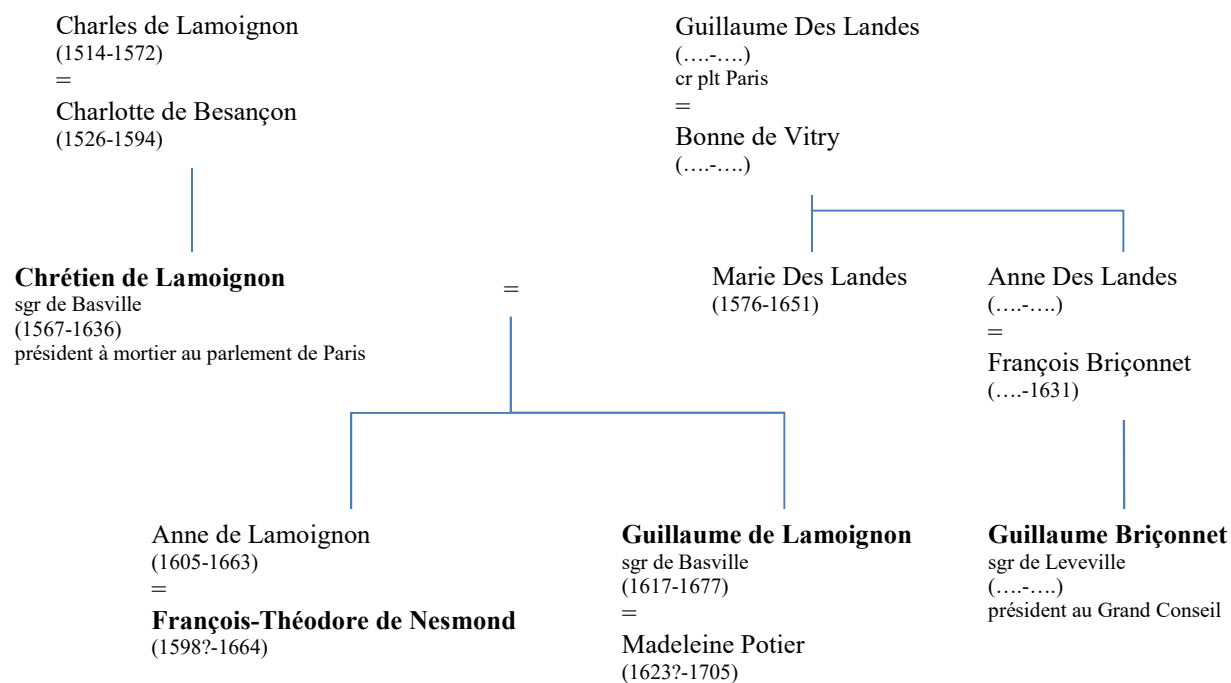 Charles de Lamoignon
(1514-1572)
=
Charlotte de Besançon
(1526-1594)
Guillaume Des Landes
(….-….)
cr plt Paris
=
Bonne de Vitry
(….-….)
Chrétien de Lamoignon
sgr de Basville
(1567-1636)
président à mortier au parlement de Paris
=
Marie Des Landes
(1576-1651)
Anne Des Landes
(….-….)
=
François Briçonnet
(….-1631)
Anne de Lamoignon
(1605-1663)
=
François-Théodore de Nesmond
(1598?-1664)
Guillaume de Lamoignon
sgr de Basville
(1617-1677)
=
Madeleine Potier
(1623?-1705)
Guillaume Briçonnet
sgr de Leveville
(….-….)
président au Grand Conseil